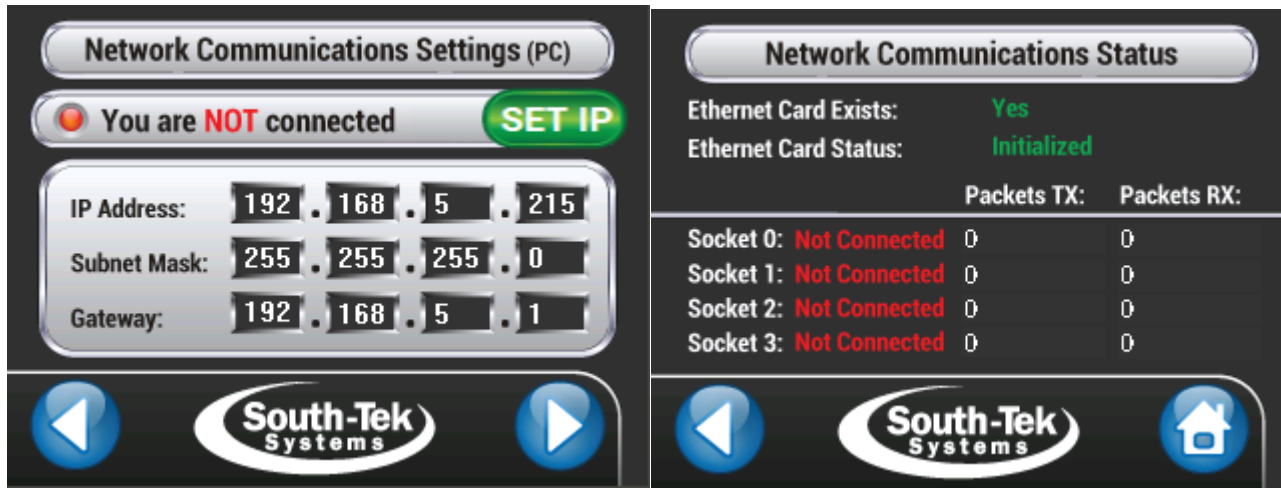 Network Communications Settings (PC)
You are NOT connected
SET IP
IP Address: 192 . 168 . 5 . 215
Subnet Mask: 255 . 255 . 255 . 0
Gateway: 192 . 168 . 5 . 1
South-Tek
Systems
Network Communications Status
Ethernet Card Exists: Yes
Ethernet Card Status: Initialized
Packets TX: Packets RX:
Socket 0: Not Connected 0 0
Socket 1: Not Connected 0 0
Socket 2: Not Connected 0 0
Socket 3: Not Connected 0 0
South-Tek
Systems